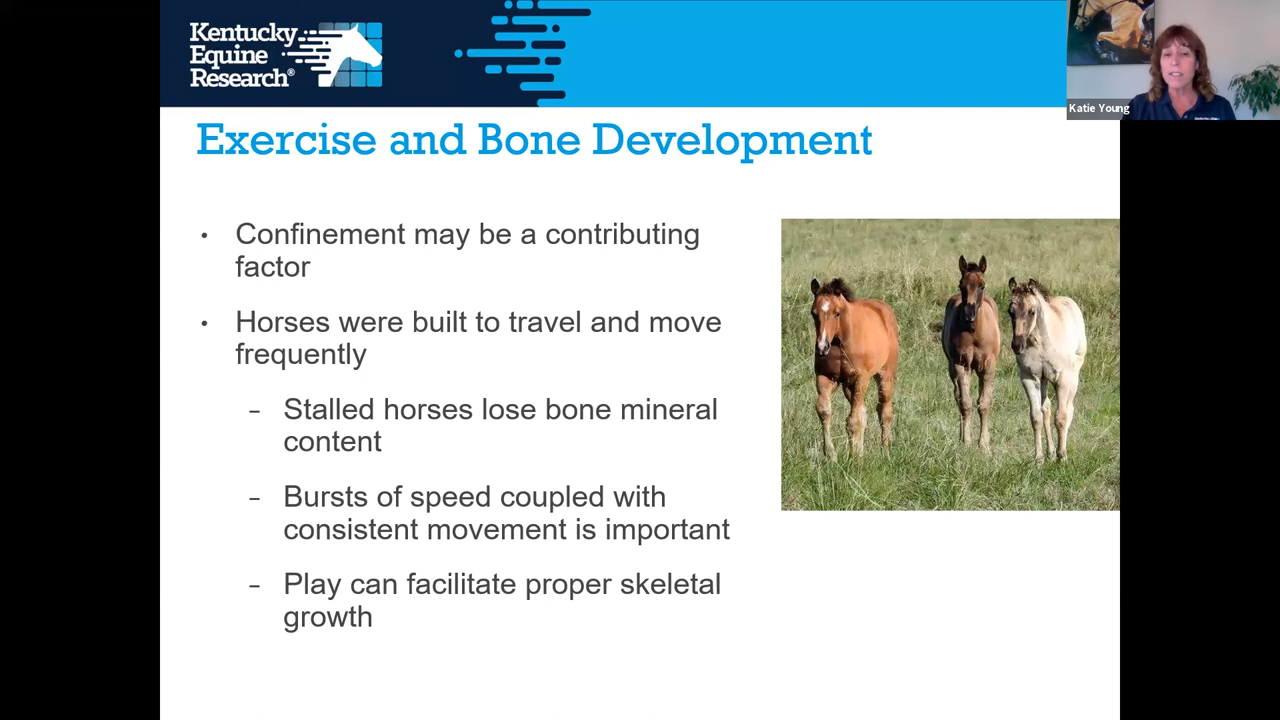 Kentucky
Equine
Research®
Katie Young
Exercise and Bone Development
• Confinement may be a contributing
factor
• Horses were built to travel and move
frequently
– Stalled horses lose bone mineral
content
– Bursts of speed coupled with
consistent movement is important
– Play can facilitate proper skeletal
growth